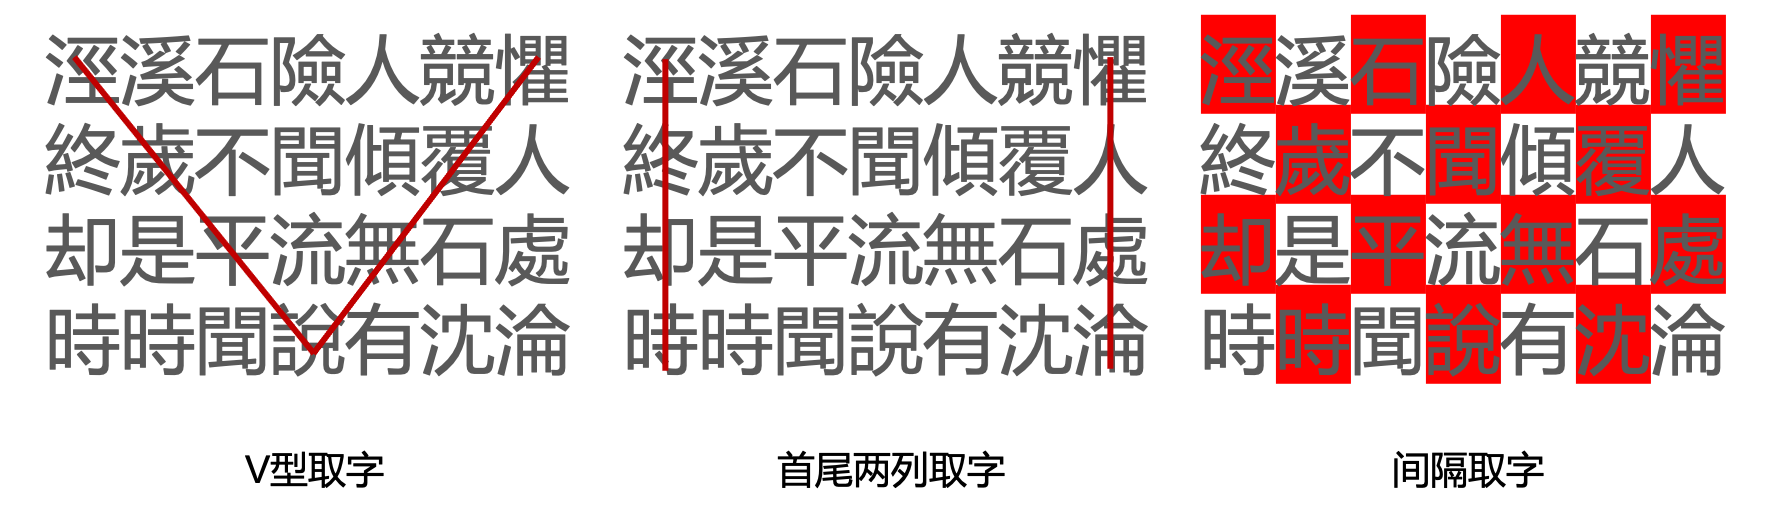 涇溪石險人競懼
終歲不聞傾覆人
却是平流無石處
時時聞說有沈淪
V型取字
涇溪石險人競懼
終歲不聞傾覆人
却是平流無石處
時時聞說有沈淪
首尾两列取字
涇溪石險人競懼
終歲不聞傾覆人
却是平流無石處
時時聞說有沈淪
间隔取字